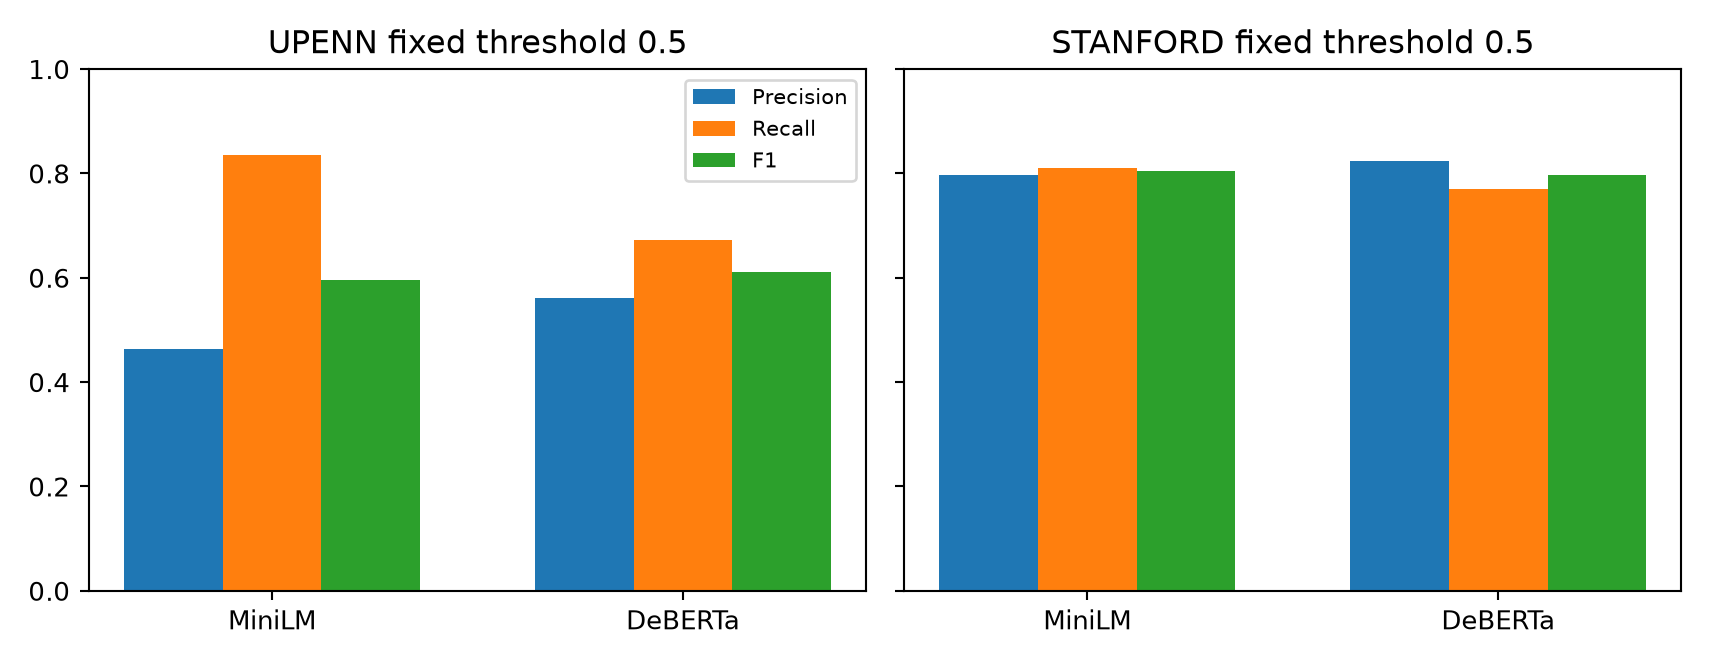 UPENN fixed threshold 0.5
1.0
0.8
0.6
0.4
0.2
0.0
Precision
Recall
F1
MiniLM
DeBERTa
STANFORD fixed threshold 0.5
MiniLM
DeBERTa